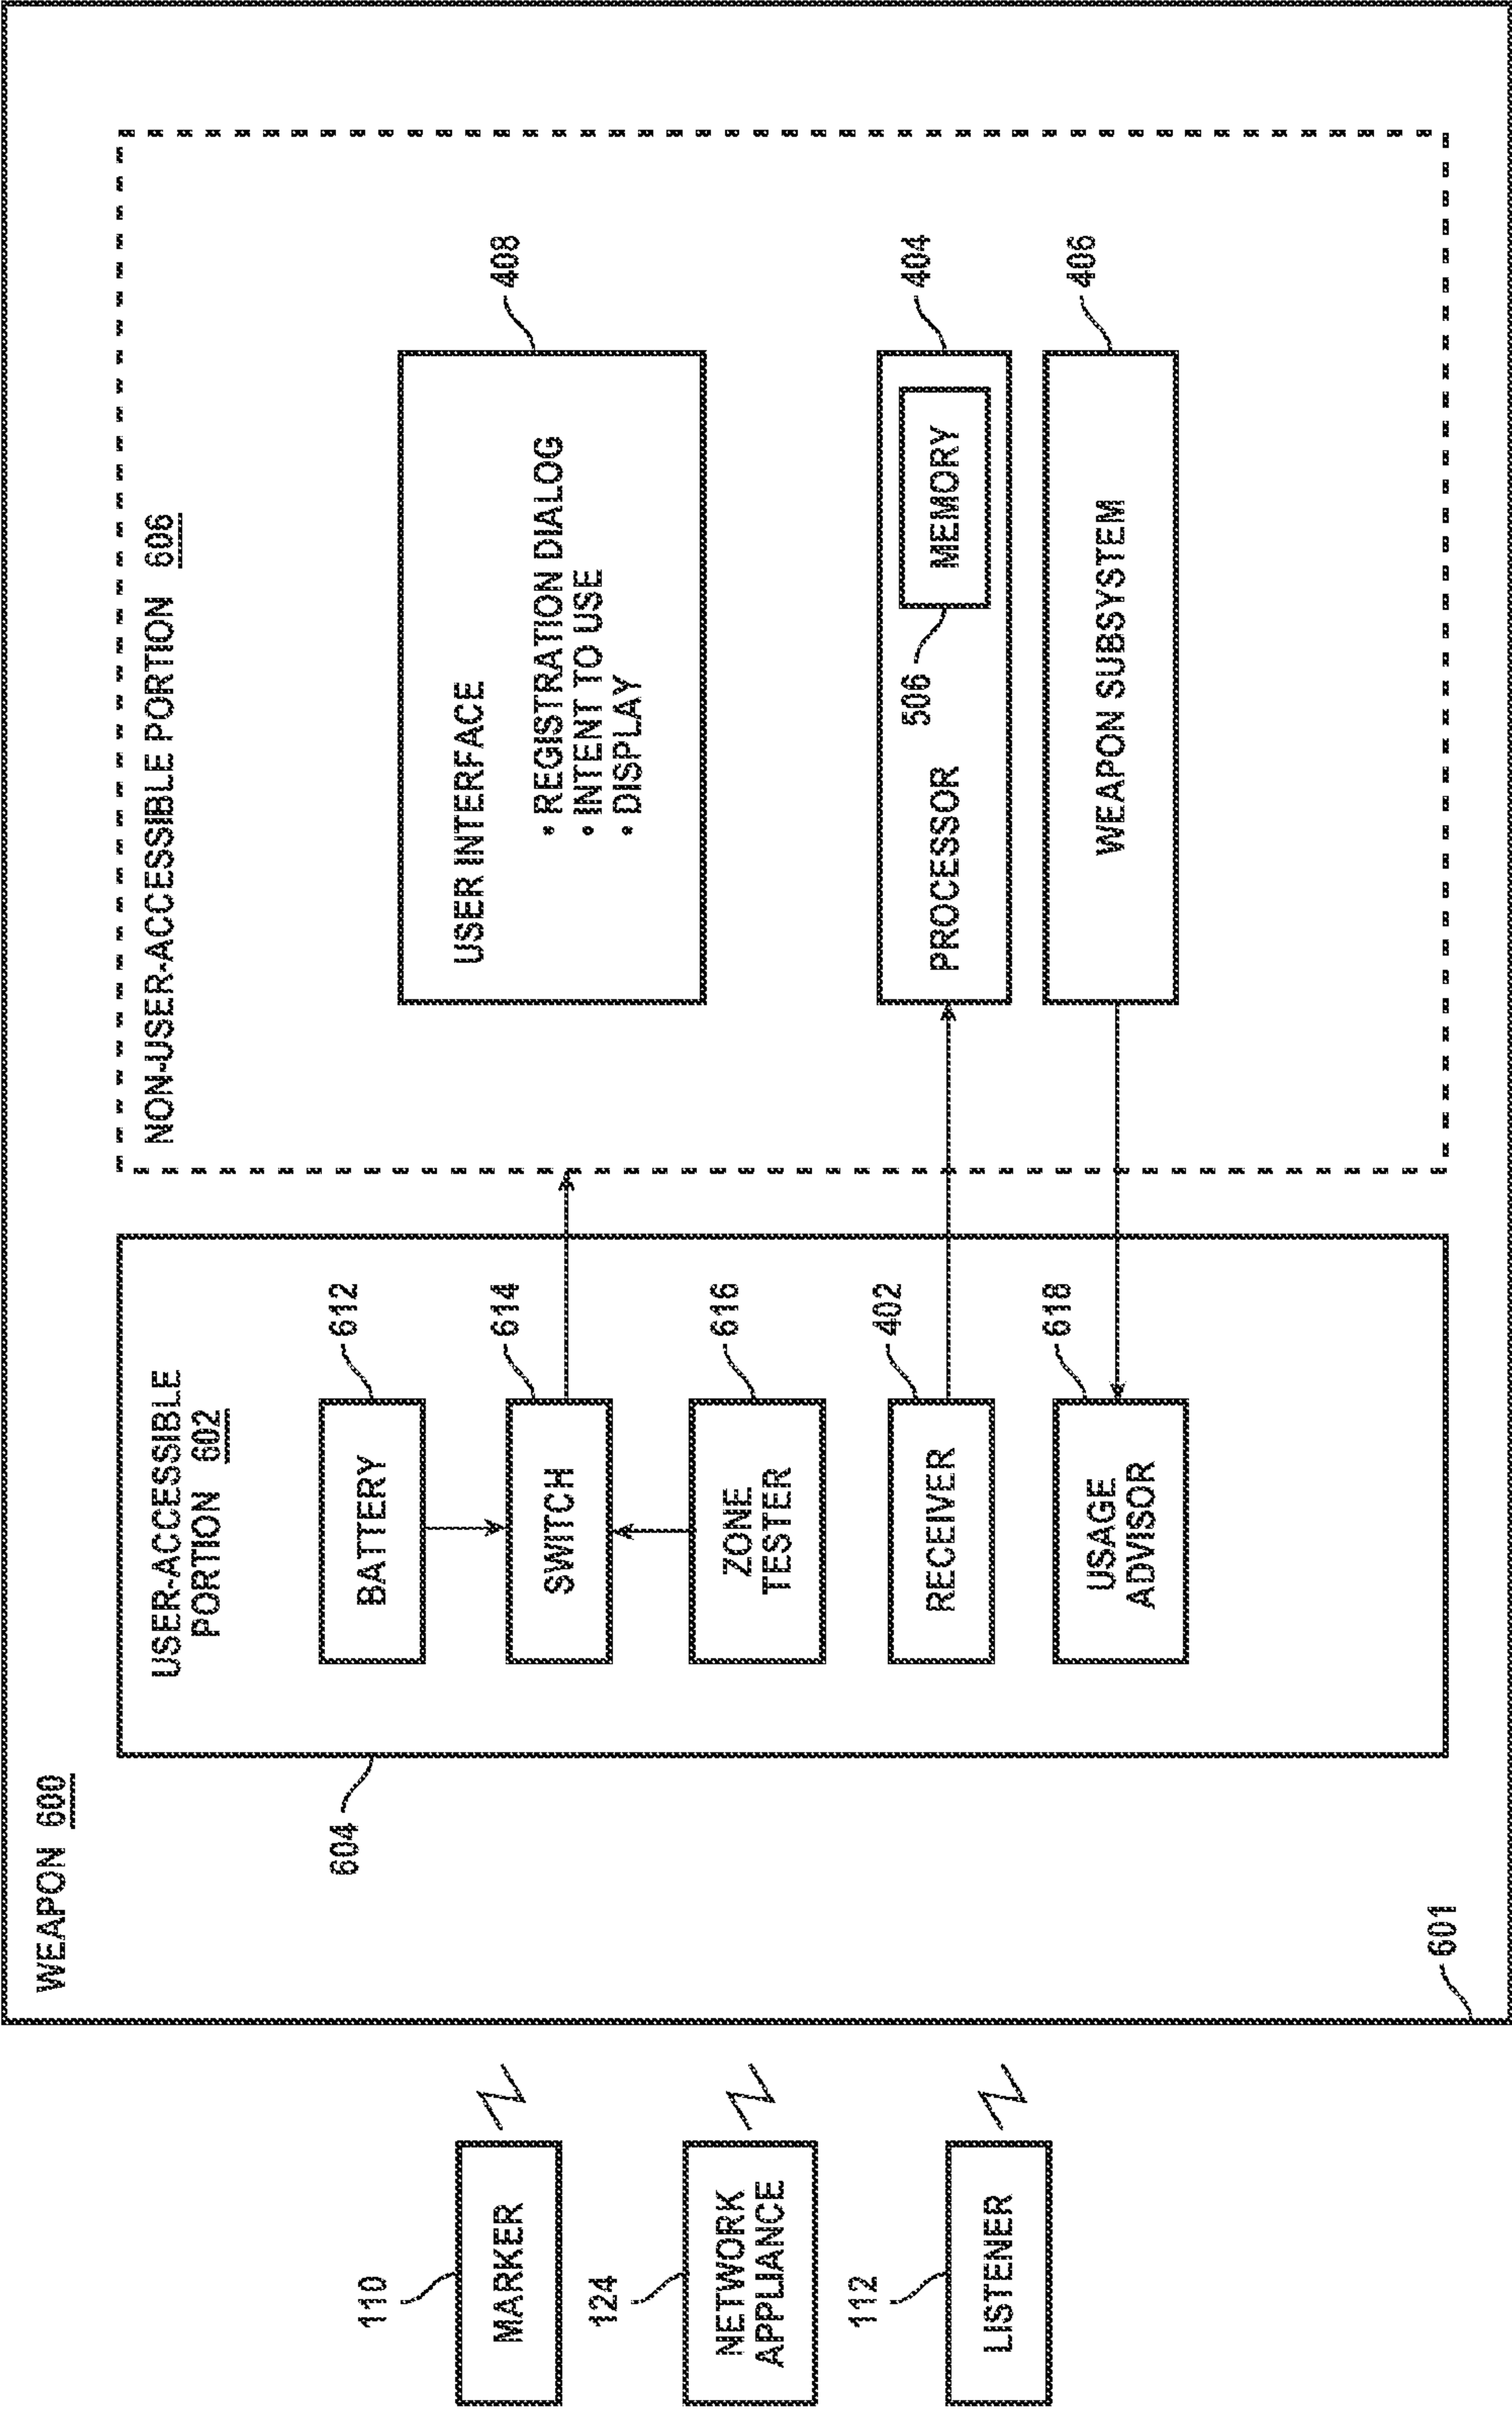 WEAPON 600
601
110
MARKER
124
NETWORK
APPLIANCE
112
LISTENER
604
USER-ACCESSIBLE
PORTION 602
BATTERY
612
SWITCH
614
ZONE
TESTER
616
RECEIVER
402
USAGE
ADVISOR
618
NON-USER-ACCESSIBLE PORTION 606
USER INTERFACE
• REGISTRATION DIALOG
• INTENT TO USE
• DISPLAY
408
PROCESSOR
506
MEMORY
404
WEAPON SUBSYSTEM
406